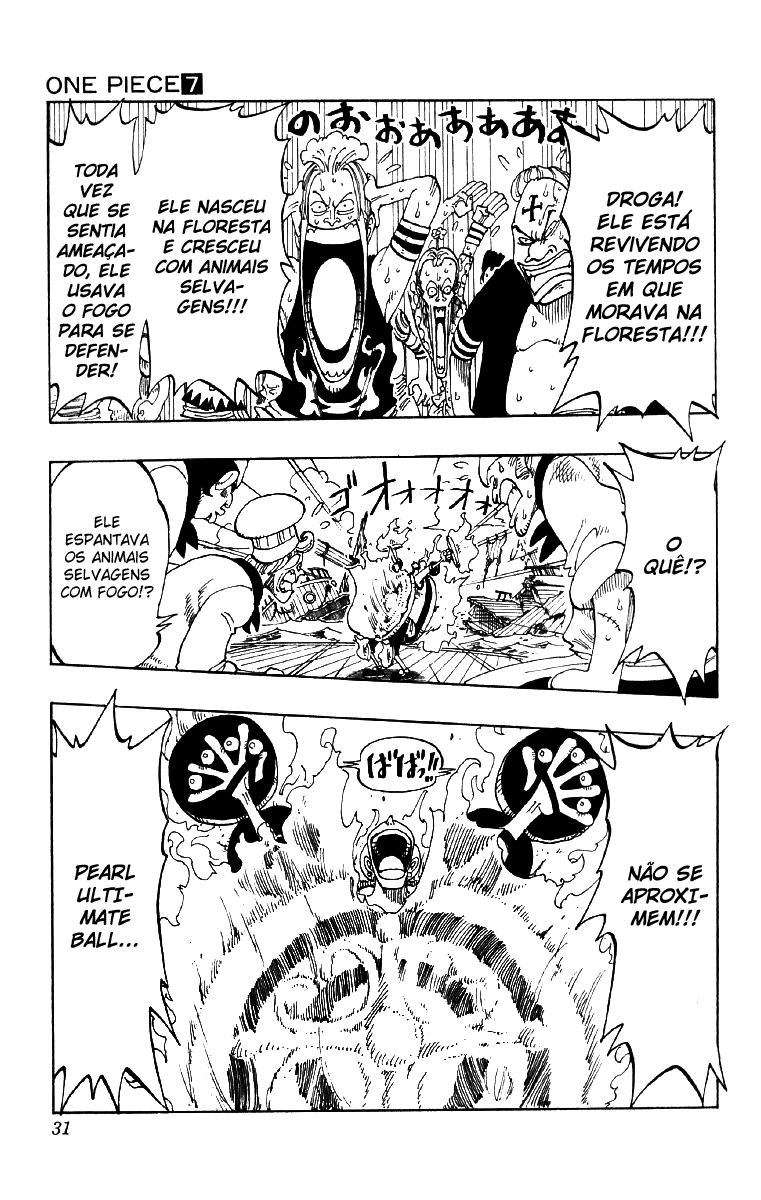 ONE PIECE 7
のおおあああああ
DROGA!
ELE ESTÁ
REVIVENDO
OS TEMPOS
EM QUE
MORAVA NA
FLORESTA!!!
ELE NASCEU
NA FLORESTA
E CRESCEU
COM ANIMAIS
SELVA-
GENS!!!
TODA
VEZ
QUE SE
SENTIA
AMEAÇA-
DO, ELE
USAVA
O FOGO
PARA SE
DEFEN-
DER!
ゴオオオオオ
O
QUÊ!?
ELE
ESPANTAVA
OS ANIMAIS
SELVAGENS
COM FOGO!?
ばばっ!!
NÃO SE
APROXI-
MEM!!!
PEARL
ULTI-
MATE
BALL...
31